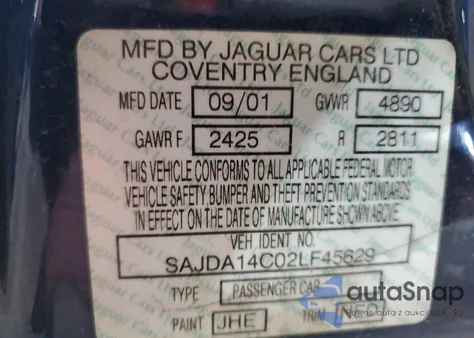 MFD BY JAGUAR CARS LTD
COVENTRY ENGLAND
MFD DATE 09/01 GVWR 4890
GAWR F 2425 R 2811
THIS VEHICLE CONFORMS TO ALL APPLICABLE FEDERAL MOTOR
VEHICLE SAFETY, BUMPER AND THEFT PREVENTION STANDARDS
IN EFFECT ON THE DATE OF MANUFACTURE SHOWN ABOVE
VEH. IDENT NO.
SAJDA14C02LF45629
TYPE PASSENGER CAR
PAINT JHE TRIM NED
autoSnap